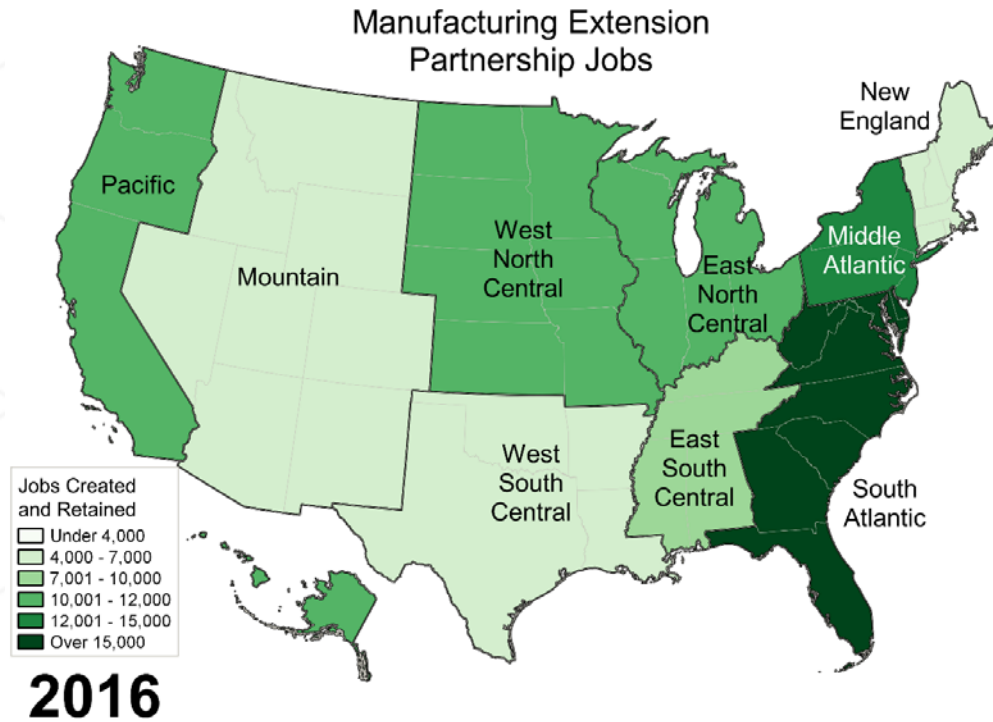 Manufacturing Extension
Partnership Jobs
New
England
Pacific
West
North
Central
Middle
Atlantic
Mountain
East
North
Central
West
South
Central
East
South
Central
South
Atlantic
Jobs Created
and Retained
Under 4,000
4,000 - 7,000
7,001 - 10,000
10,001 - 12,000
12,001 - 15,000
Over 15,000
2016